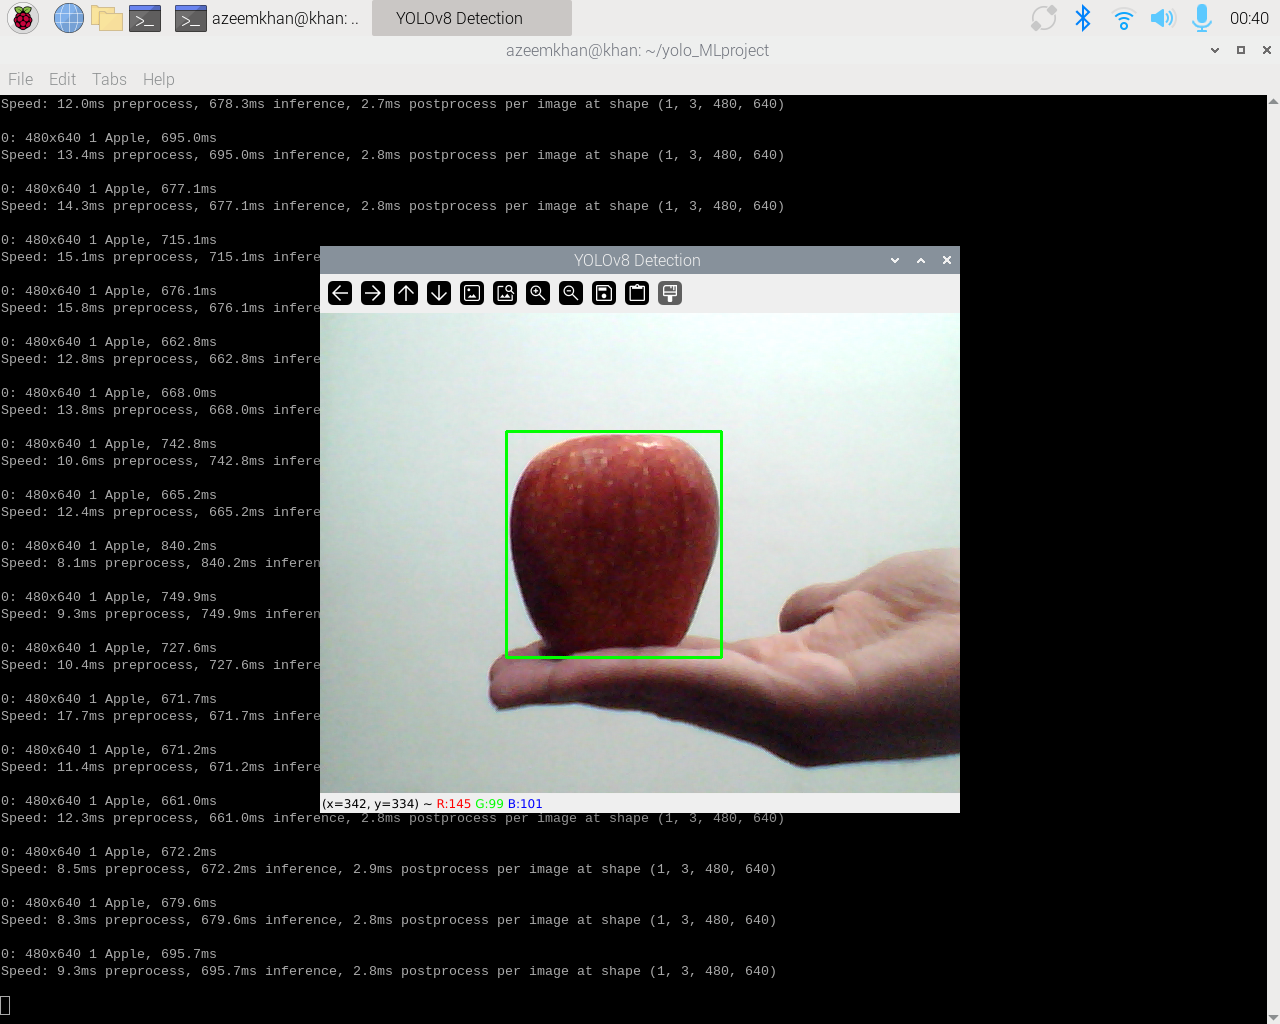 azeemkhan@khan: ..
YOLOv8 Detection
00:40
azeemkhan@khan: ~/yolo_MLproject
File Edit Tabs Help
Speed: 12.0ms preprocess, 678.3ms inference, 2.7ms postprocess per image at shape (1, 3, 480, 640)
0: 480x640 1 Apple, 695.0ms
Speed: 13.4ms preprocess, 695.0ms inference, 2.8ms postprocess per image at shape (1, 3, 480, 640)
0: 480x640 1 Apple, 677.1ms
Speed: 14.3ms preprocess, 677.1ms inference, 2.8ms postprocess per image at shape (1, 3, 480, 640)
0: 480x640 1 Apple, 715.1ms
Speed: 15.1ms preprocess, 715.1ms infere
0: 480x640 1 Apple, 676.1ms
Speed: 15.8ms preprocess, 676.1ms infere
0: 480x640 1 Apple, 662.8ms
Speed: 12.8ms preprocess, 662.8ms infere
0: 480x640 1 Apple, 668.0ms
Speed: 13.8ms preprocess, 668.0ms infere
0: 480x640 1 Apple, 742.8ms
Speed: 10.6ms preprocess, 742.8ms infere
0: 480x640 1 Apple, 665.2ms
Speed: 12.4ms preprocess, 665.2ms infere
0: 480x640 1 Apple, 840.2ms
Speed: 8.1ms preprocess, 840.2ms inferen
0: 480x640 1 Apple, 749.9ms
Speed: 9.3ms preprocess, 749.9ms inferen
0: 480x640 1 Apple, 727.6ms
Speed: 10.4ms preprocess, 727.6ms infere
0: 480x640 1 Apple, 671.7ms
Speed: 17.7ms preprocess, 671.7ms infere
0: 480x640 1 Apple, 671.2ms
Speed: 11.4ms preprocess, 671.2ms infere
0: 480x640 1 Apple, 661.0ms
Speed: 12.3ms preprocess, 661.0ms inference, 2.8ms postprocess per image at shape (1, 3, 480, 640)
0: 480x640 1 Apple, 672.2ms
Speed: 8.5ms preprocess, 672.2ms inference, 2.9ms postprocess per image at shape (1, 3, 480, 640)
0: 480x640 1 Apple, 679.6ms
Speed: 8.3ms preprocess, 679.6ms inference, 2.8ms postprocess per image at shape (1, 3, 480, 640)
0: 480x640 1 Apple, 695.7ms
Speed: 9.3ms preprocess, 695.7ms inference, 2.8ms postprocess per image at shape (1, 3, 480, 640)
YOLOv8 Detection
(x=342, y=334) ~ R:145 G:99 B:101